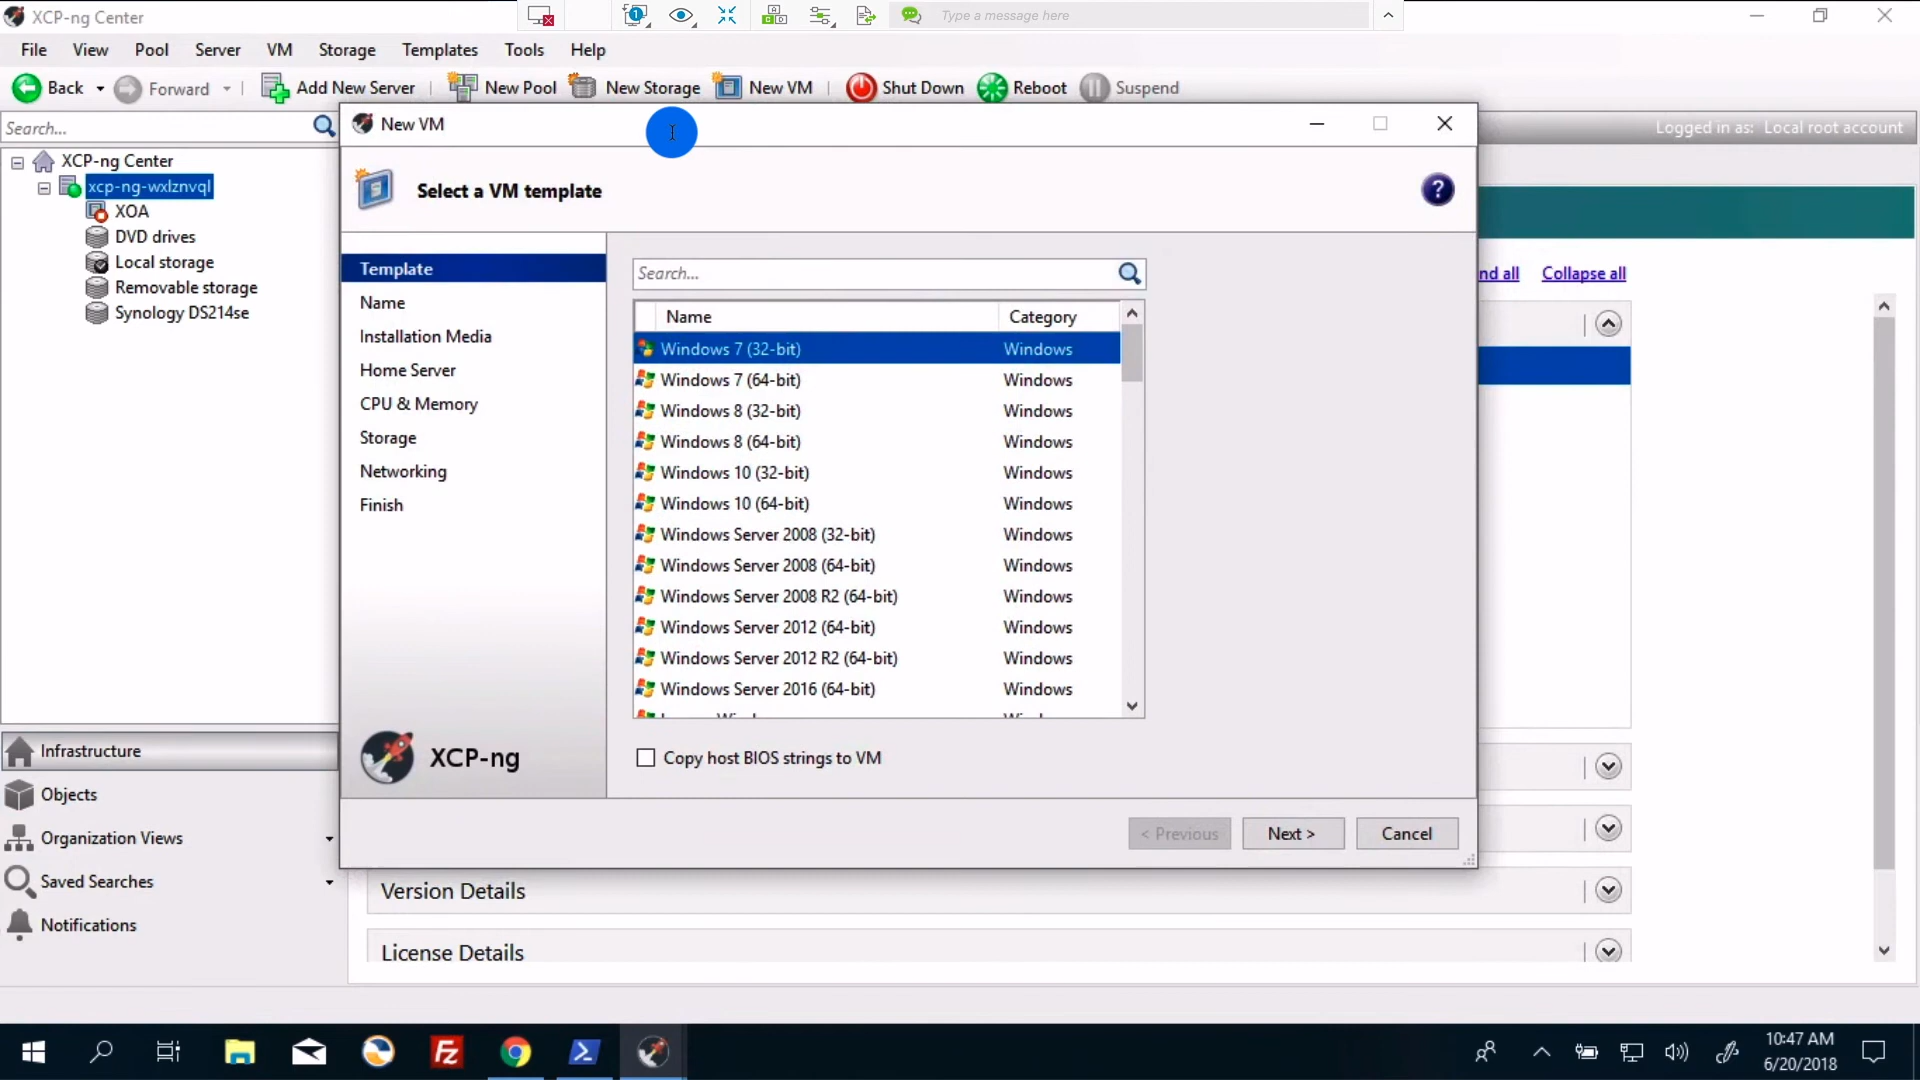 XCP-ng Center
1
Type a message here
File View Pool Server VM Storage Templates Tools Help
Back Forward Add New Server New Pool New Storage New VM Shut Down Reboot Suspend
Search...
Logged in as: Local root account
XCP-ng Center
xcp-ng-wxlznvql
XOA
DVD drives
Local storage
Removable storage
Synology DS214se
New VM
Select a VM template
?
Template
Name
Installation Media
Home Server
CPU & Memory
Storage
Networking
Finish
XCP-ng
Search...
Name Category
Windows 7 (32-bit) Windows
Windows 7 (64-bit) Windows
Windows 8 (32-bit) Windows
Windows 8 (64-bit) Windows
Windows 10 (32-bit) Windows
Windows 10 (64-bit) Windows
Windows Server 2008 (32-bit) Windows
Windows Server 2008 (64-bit) Windows
Windows Server 2008 R2 (64-bit) Windows
Windows Server 2012 (64-bit) Windows
Windows Server 2012 R2 (64-bit) Windows
Windows Server 2016 (64-bit) Windows
Copy host BIOS strings to VM
< Previous Next > Cancel
nd all Collapse all
Infrastructure
Objects
Organization Views
Saved Searches
Notifications
Version Details
License Details
10:47 AM
6/20/2018